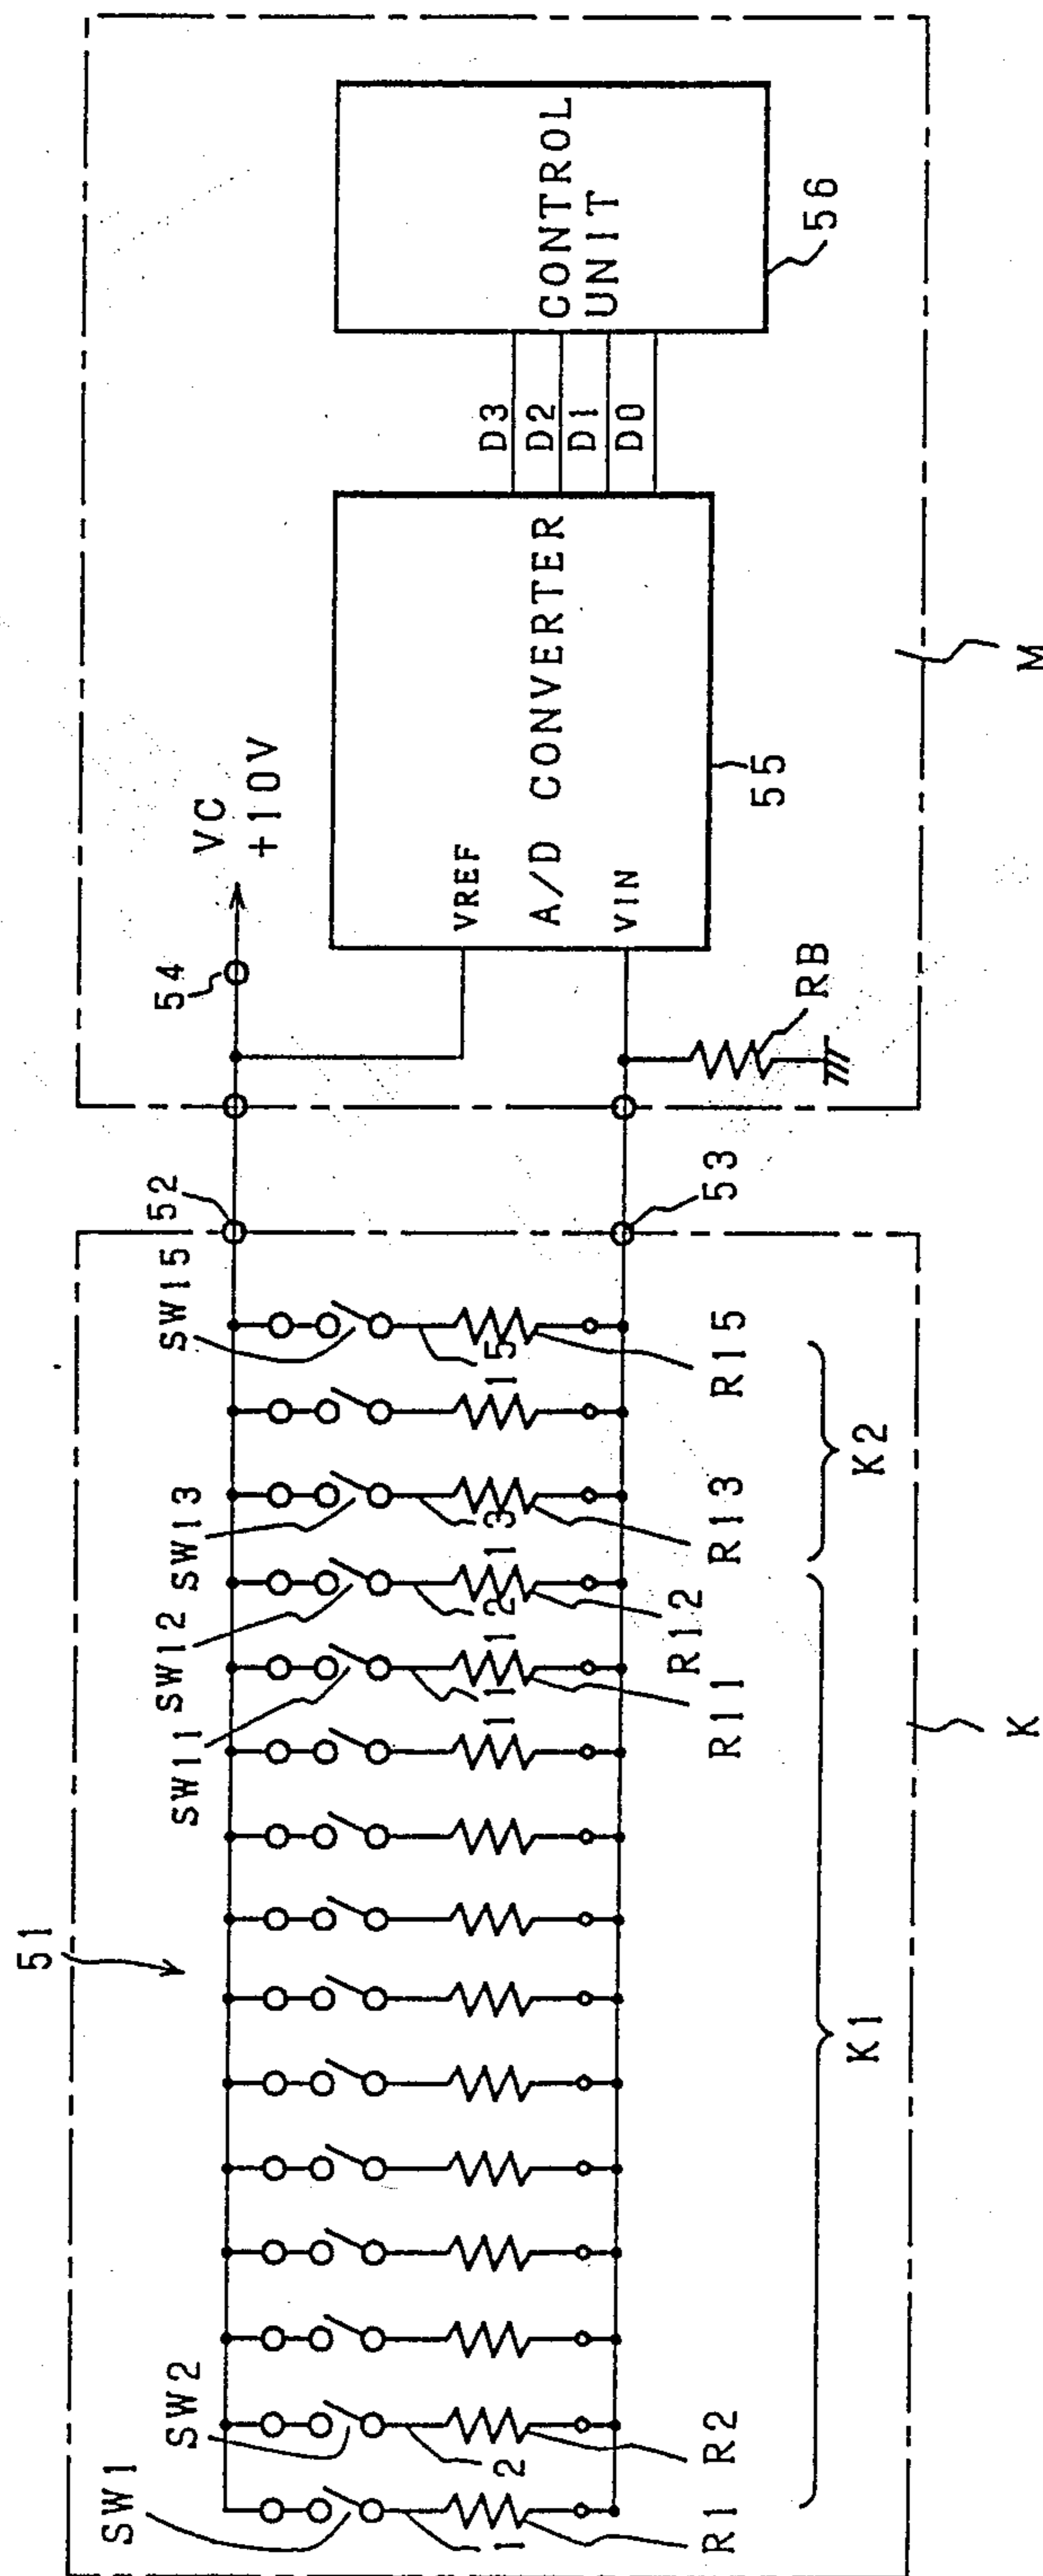 51
SW1
SW2
SW11
SW12
SW13
SW15
52
54
VC
+10V
1
2
11
12
13
15
R1
R2
R11
R12
R13
R15
53
K1
K2
K
VREF
A/D CONVERTER
VIN
RB
55
D3
D2
D1
D0
CONTROL
UNIT
56
M